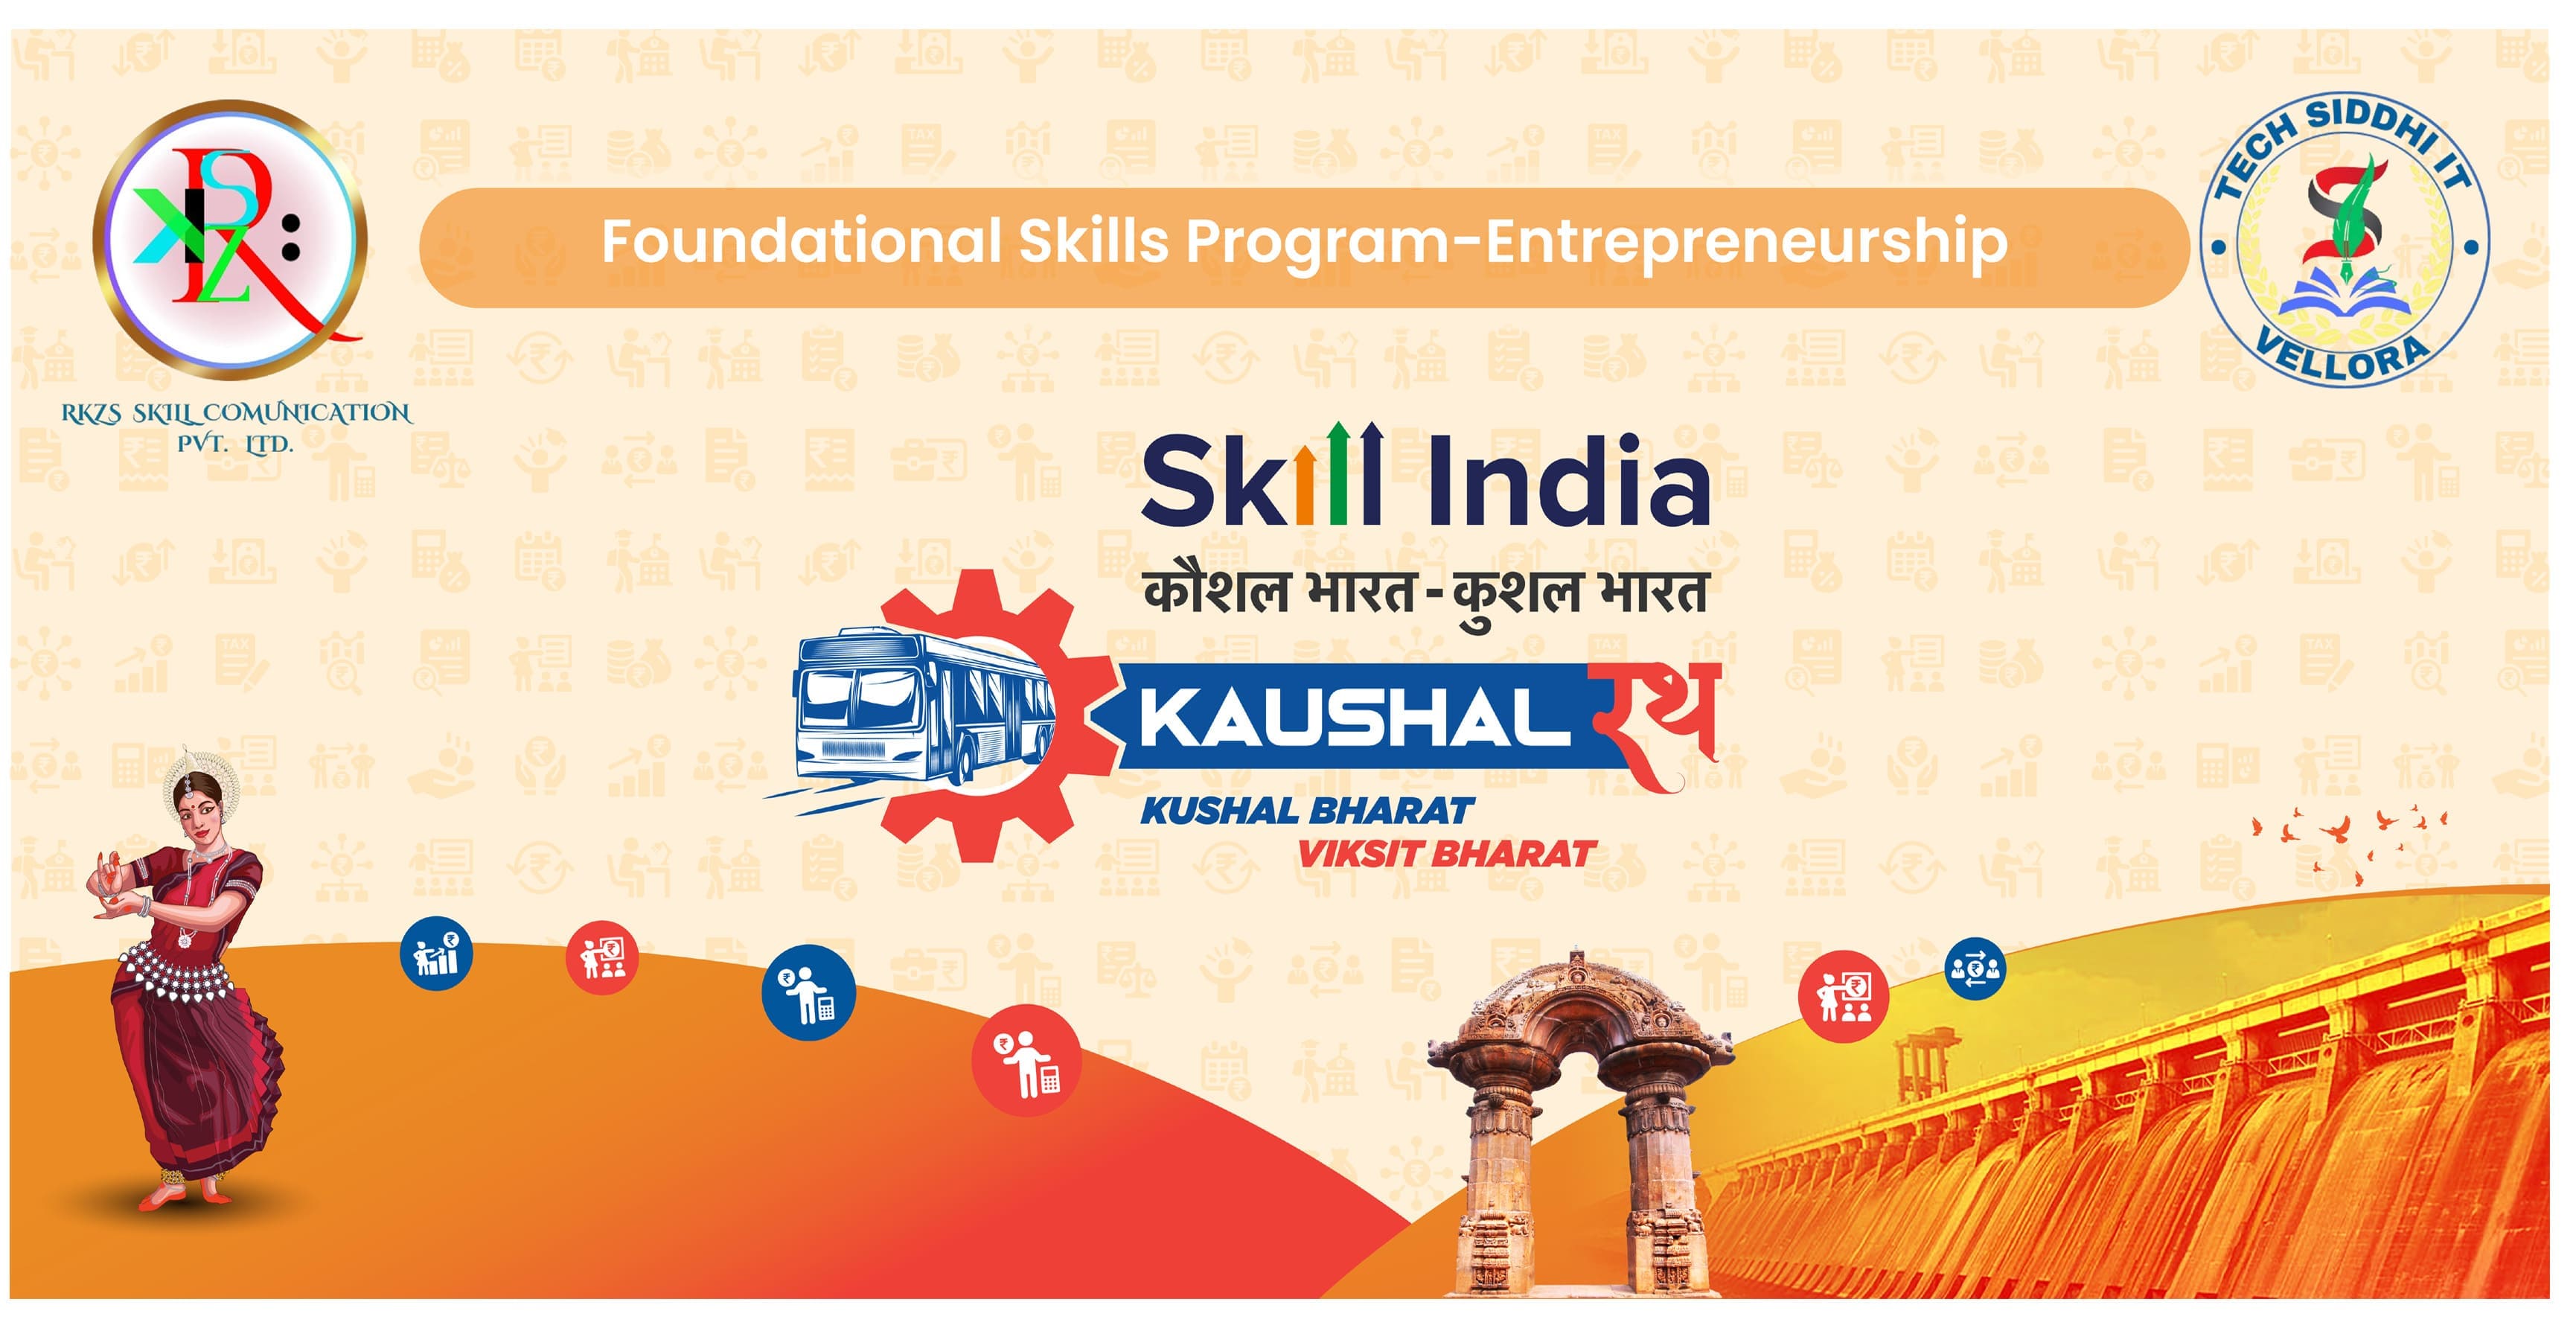 TECH SIDDHI IT
VELLORA
Foundational Skills Program-Entrepreneurship
RKZS SKILL COMUNICATION
PVT. LTD.
Skill India
कौशल भारत - कुशल भारत
KAUSHAL रथ
KUSHAL BHARAT
VIKSIT BHARAT